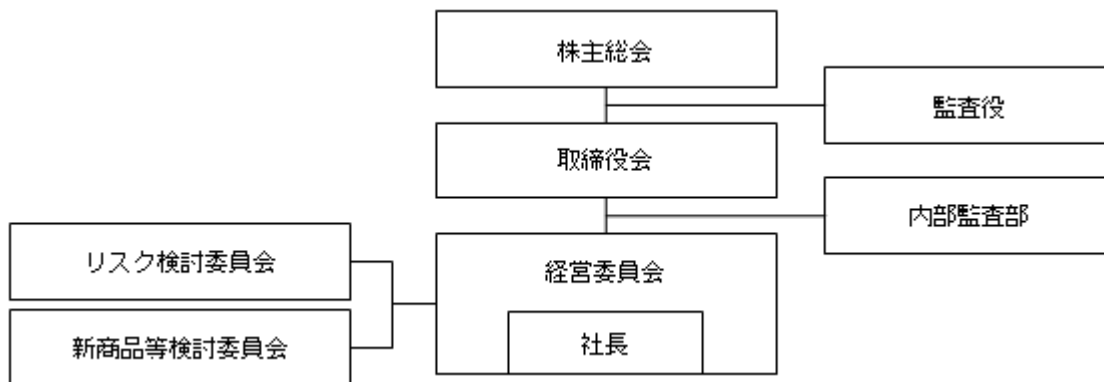 株主総会
監査役
取締役会
内部監査部
リスク検討委員会
経営委員会
新商品等検討委員会
社長